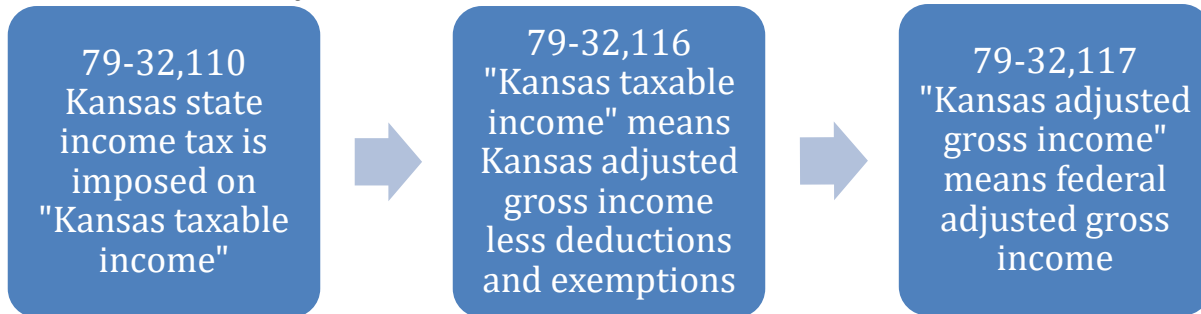 79-32,110
Kansas state
income tax is
imposed on
"Kansas taxable
income"
79-32,116
"Kansas taxable
income" means
Kansas adjusted
gross income
less deductions
and exemptions
79-32,117
"Kansas adjusted
gross income"
means federal
adjusted gross
income